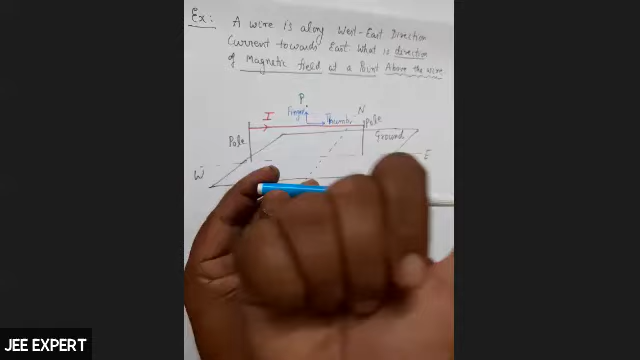 Ex: A wire is along West-East Direction
Current towards East. What is direction
of Magnetic field at a Point Above the wire
P
N
I
Finger
Thumb
Pole
Pole
Ground
W
E
JEE EXPERT